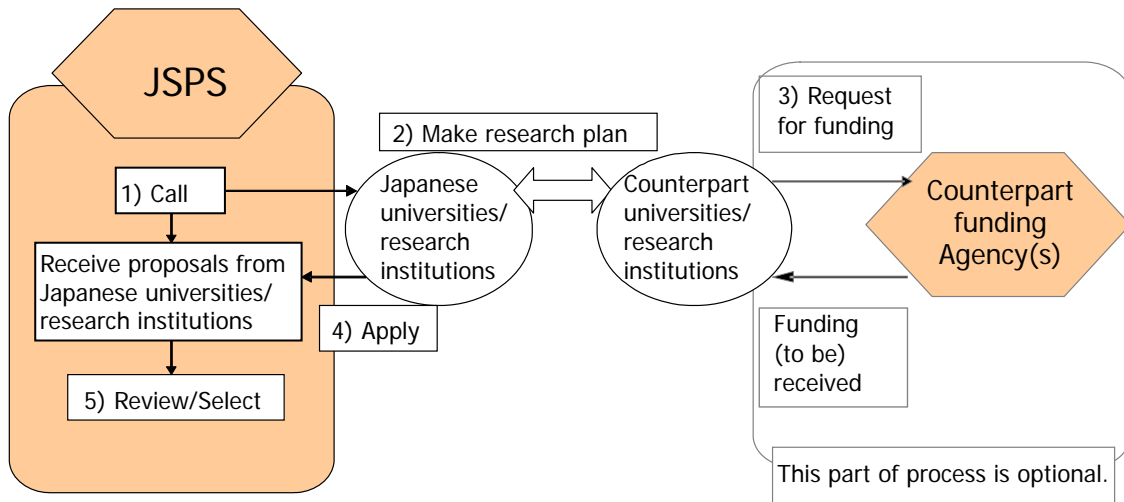 JSPS
1) Call
Receive proposals from
Japanese universities/
research institutions
5) Review/Select
2) Make research plan
Japanese
universities/
research
institutions
4) Apply
Counterpart
universities/
research
institutions
3) Request
for funding
Counterpart
funding
Agency(s)
Funding
(to be)
received
This part of process is optional.